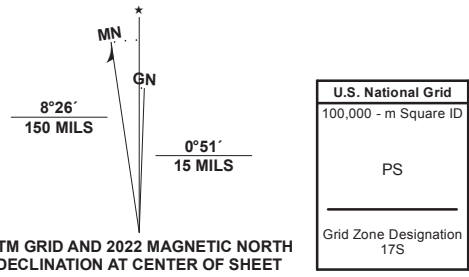 ★
MN
GN
8°26´
150 MILS
0°51´
15 MILS
TM GRID AND 2022 MAGNETIC NORTH
DECLINATION AT CENTER OF SHEET
U.S. National Grid
100,000 - m Square ID
PS
Grid Zone Designation
17S